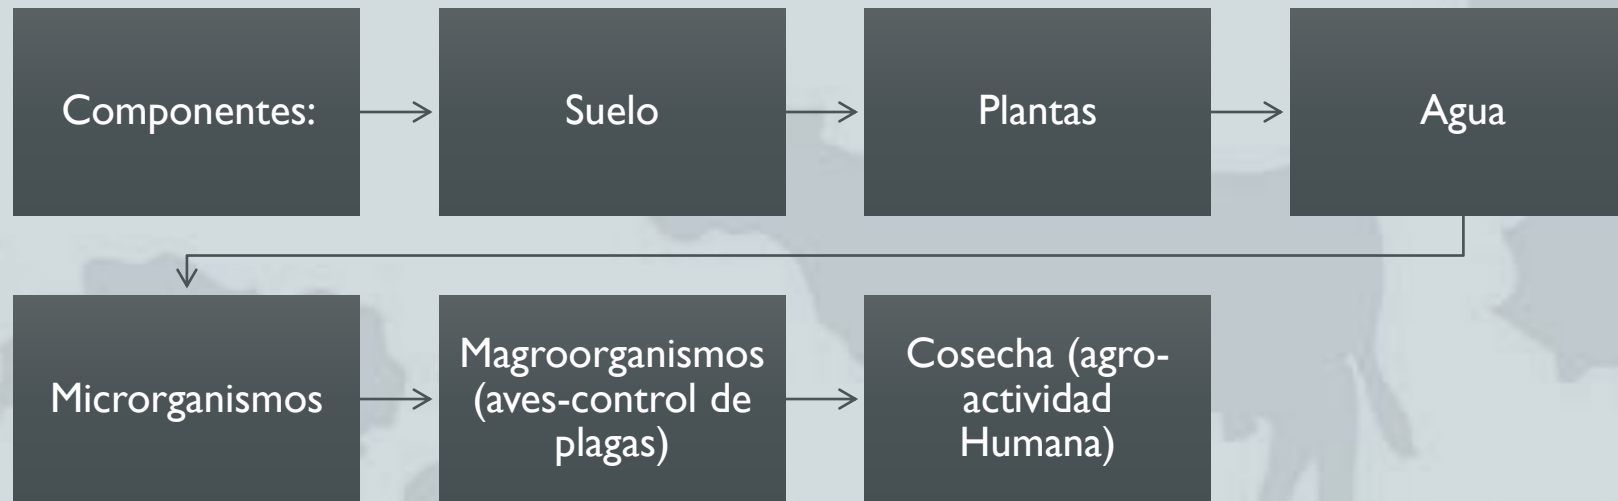 Componentes:
Suelo
Plantas
Agua
Microrganismos
Magroorganismos
(aves-control de
plagas)
Cosecha (agro-
actividad
Humana)